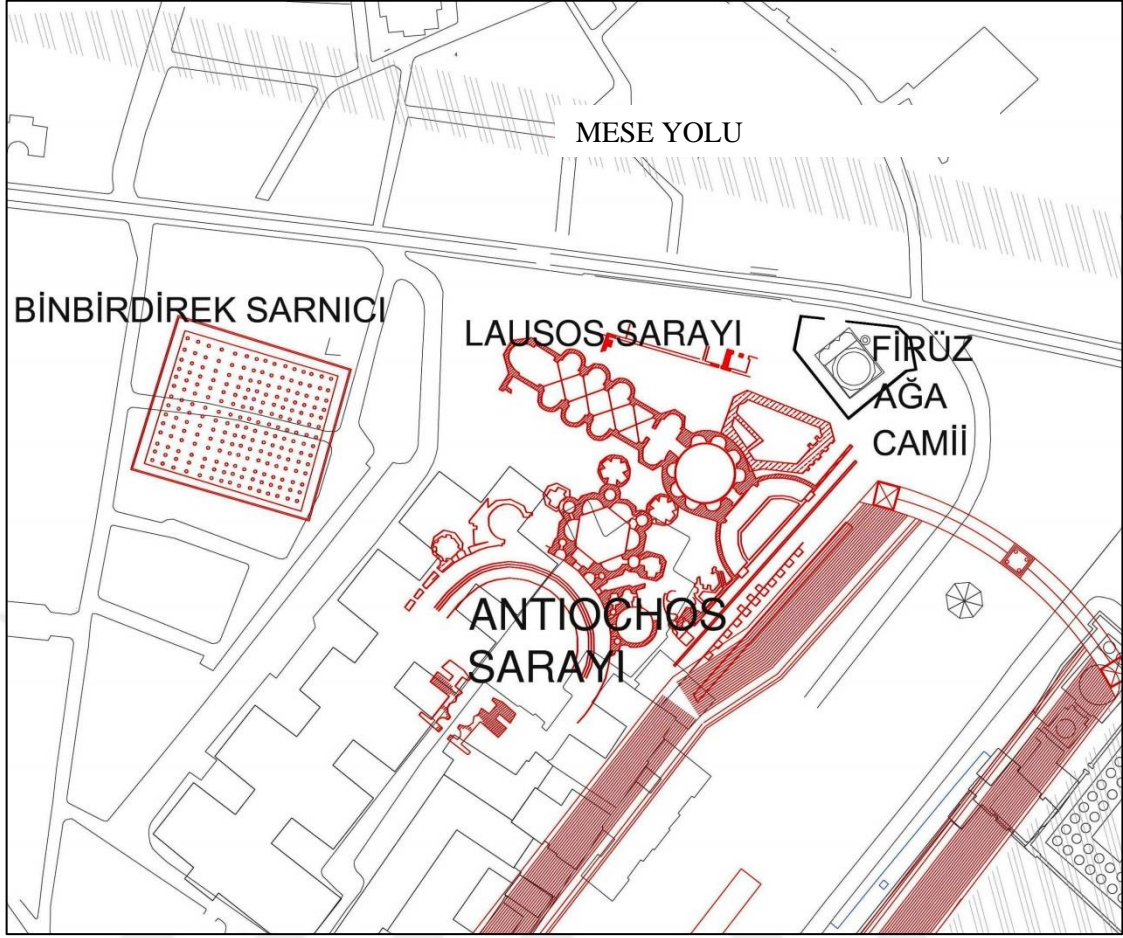 MESE YOLU
BİNBİRDİREK SARNICI
LAUSOS SARAYI
FİRÜZ
AĞA
CAMİİ
ANTIOCHOS
SARAYI